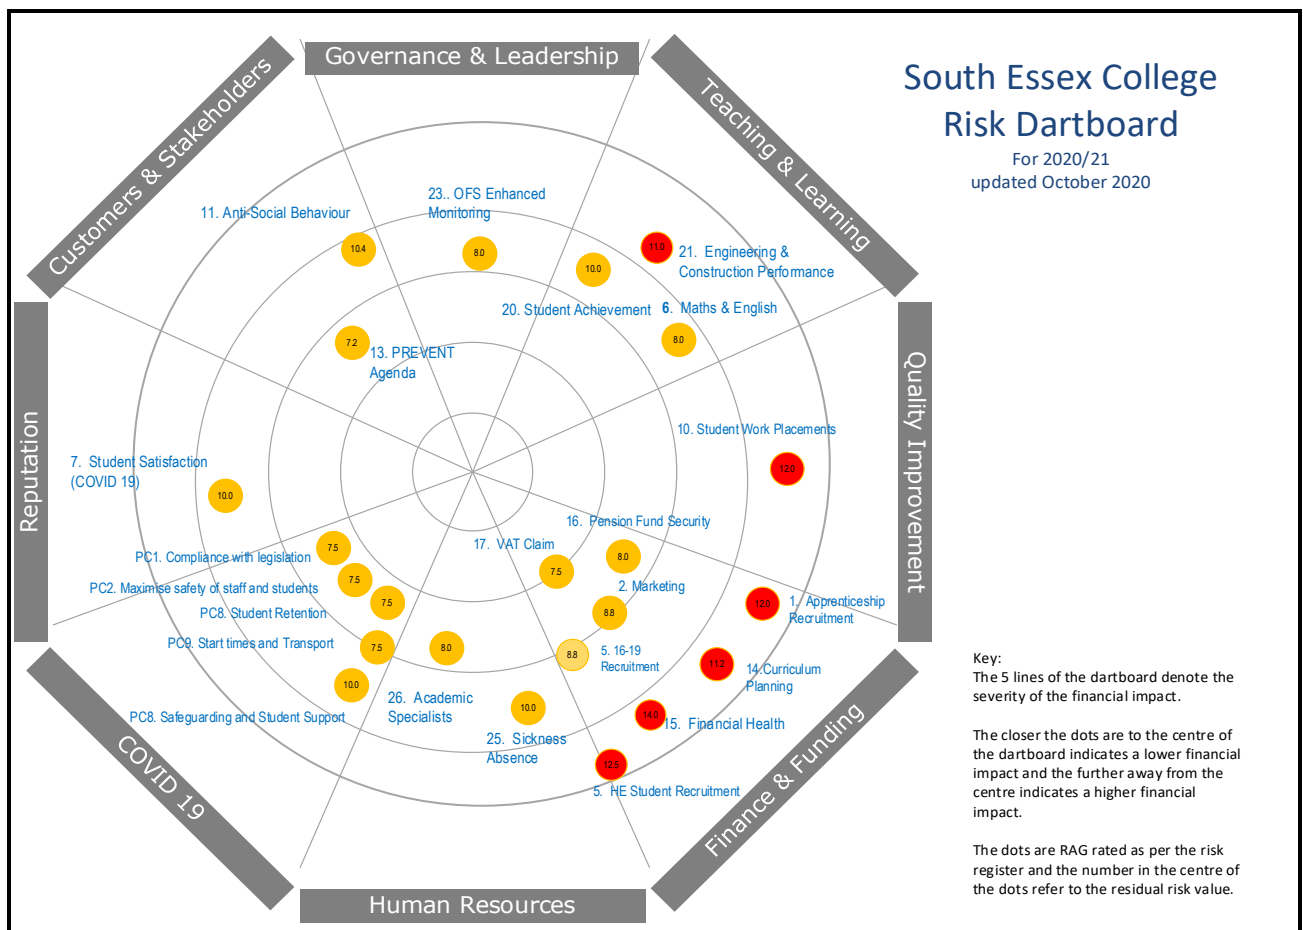 Governance & Leadership
Customers & Stakeholders
Teaching & Learning
South Essex College
Risk Dartboard
For 2020/21
updated October 2020
23.. OFS Enhanced
Monitoring
11. Anti-Social Behaviour
10.4
8.0
11.0
10.0
21.  Engineering &
Construction Performance
20. Student Achievement
6.  Maths & English
8.0
7.2
13. PREVENT
Agenda
Reputation
Quality Improvement
10. Student Work Placements
12.0
7.  Student Satisfaction
(COVID 19)
10.0
16.  Pension Fund Security
17.  VAT Claim
8.0
7.5
2. Marketing
8.8
PC1. Compliance with legislation
7.5
PC2. Maximise safety of staff and students
7.5
PC8. Student Retention
7.5
PC9. Start times and Transport
7.5
8.0
8.8
5. 16-19
Recruitment
12.0
1.  Apprenticeship
Recruitment
11.2
14.Curriculum
Planning
10.0
PC8. Safeguarding and Student Support
26.  Academic
Specialists
10.0
25.  Sickness
Absence
14.0
15.  Financial Health
12.5
5.  HE Student Recruitment
COVID 19
Human Resources
Finance & Funding
Key:
The 5 lines of the dartboard denote the
severity of the financial impact.
The closer the dots are to the centre of
the dartboard indicates a lower financial
impact and the further away from the
centre indicates a higher financial
impact.
The dots are RAG rated as per the risk
register and the number in the centre of
the dots refer to the residual risk value.